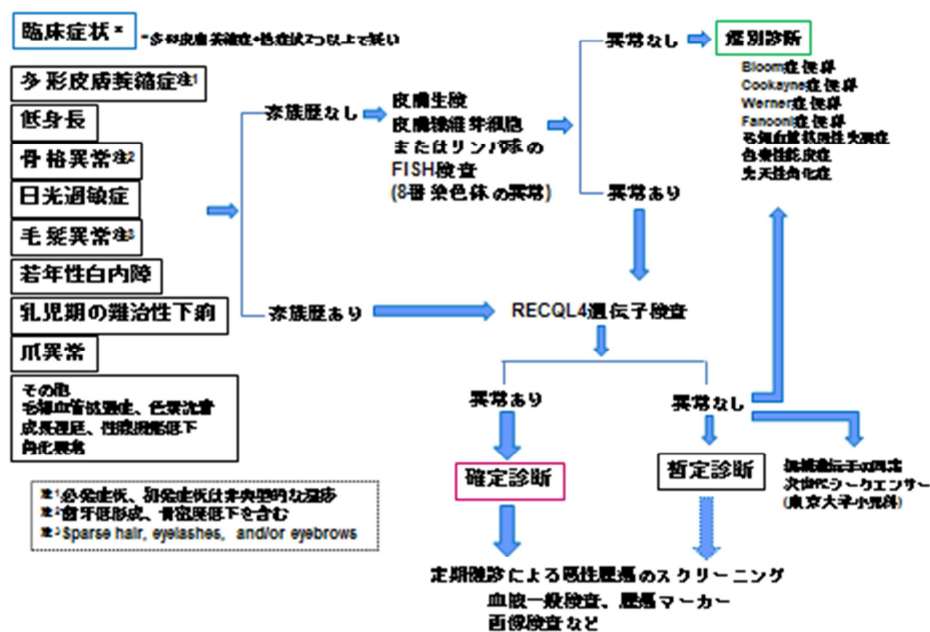 臨床症状*
*多形皮膚萎縮症+他症状2つ以上で疑い
多形皮膚萎縮症注1
低身長
骨格異常注2
日光過敏症
毛髪異常注3
若年性白内障
乳児期の難治性下痢
爪異常
その他
毛細血管拡張症、色素沈着
成長遅延、性腺機能低下
角化異常
注1必発症状、初発症状は非典型的な湿疹
注2歯牙低形成、骨密度低下を含む
注3Sparse hair, eyelashes, and/or eyebrows
家族歴なし
家族歴あり
皮膚生検
皮膚線維芽細胞
またはリンパ球の
FISH検査
(8番染色体の異常)
異常なし
異常あり
鑑別診断
Bloom症候群
Cookayne症候群
Werner症候群
Fanconi症候群
毛細血管拡張性失調症
色素性乾皮症
先天性角化症
RECQL4遺伝子検査
異常あり
異常なし
確定診断
暫定診断
遺伝子の同定
次世代シークエンサー
(東京大学小児科)
定期健診による悪性腫瘍のスクリーニング
血液一般検査、腫瘍マーカー
画像検査など